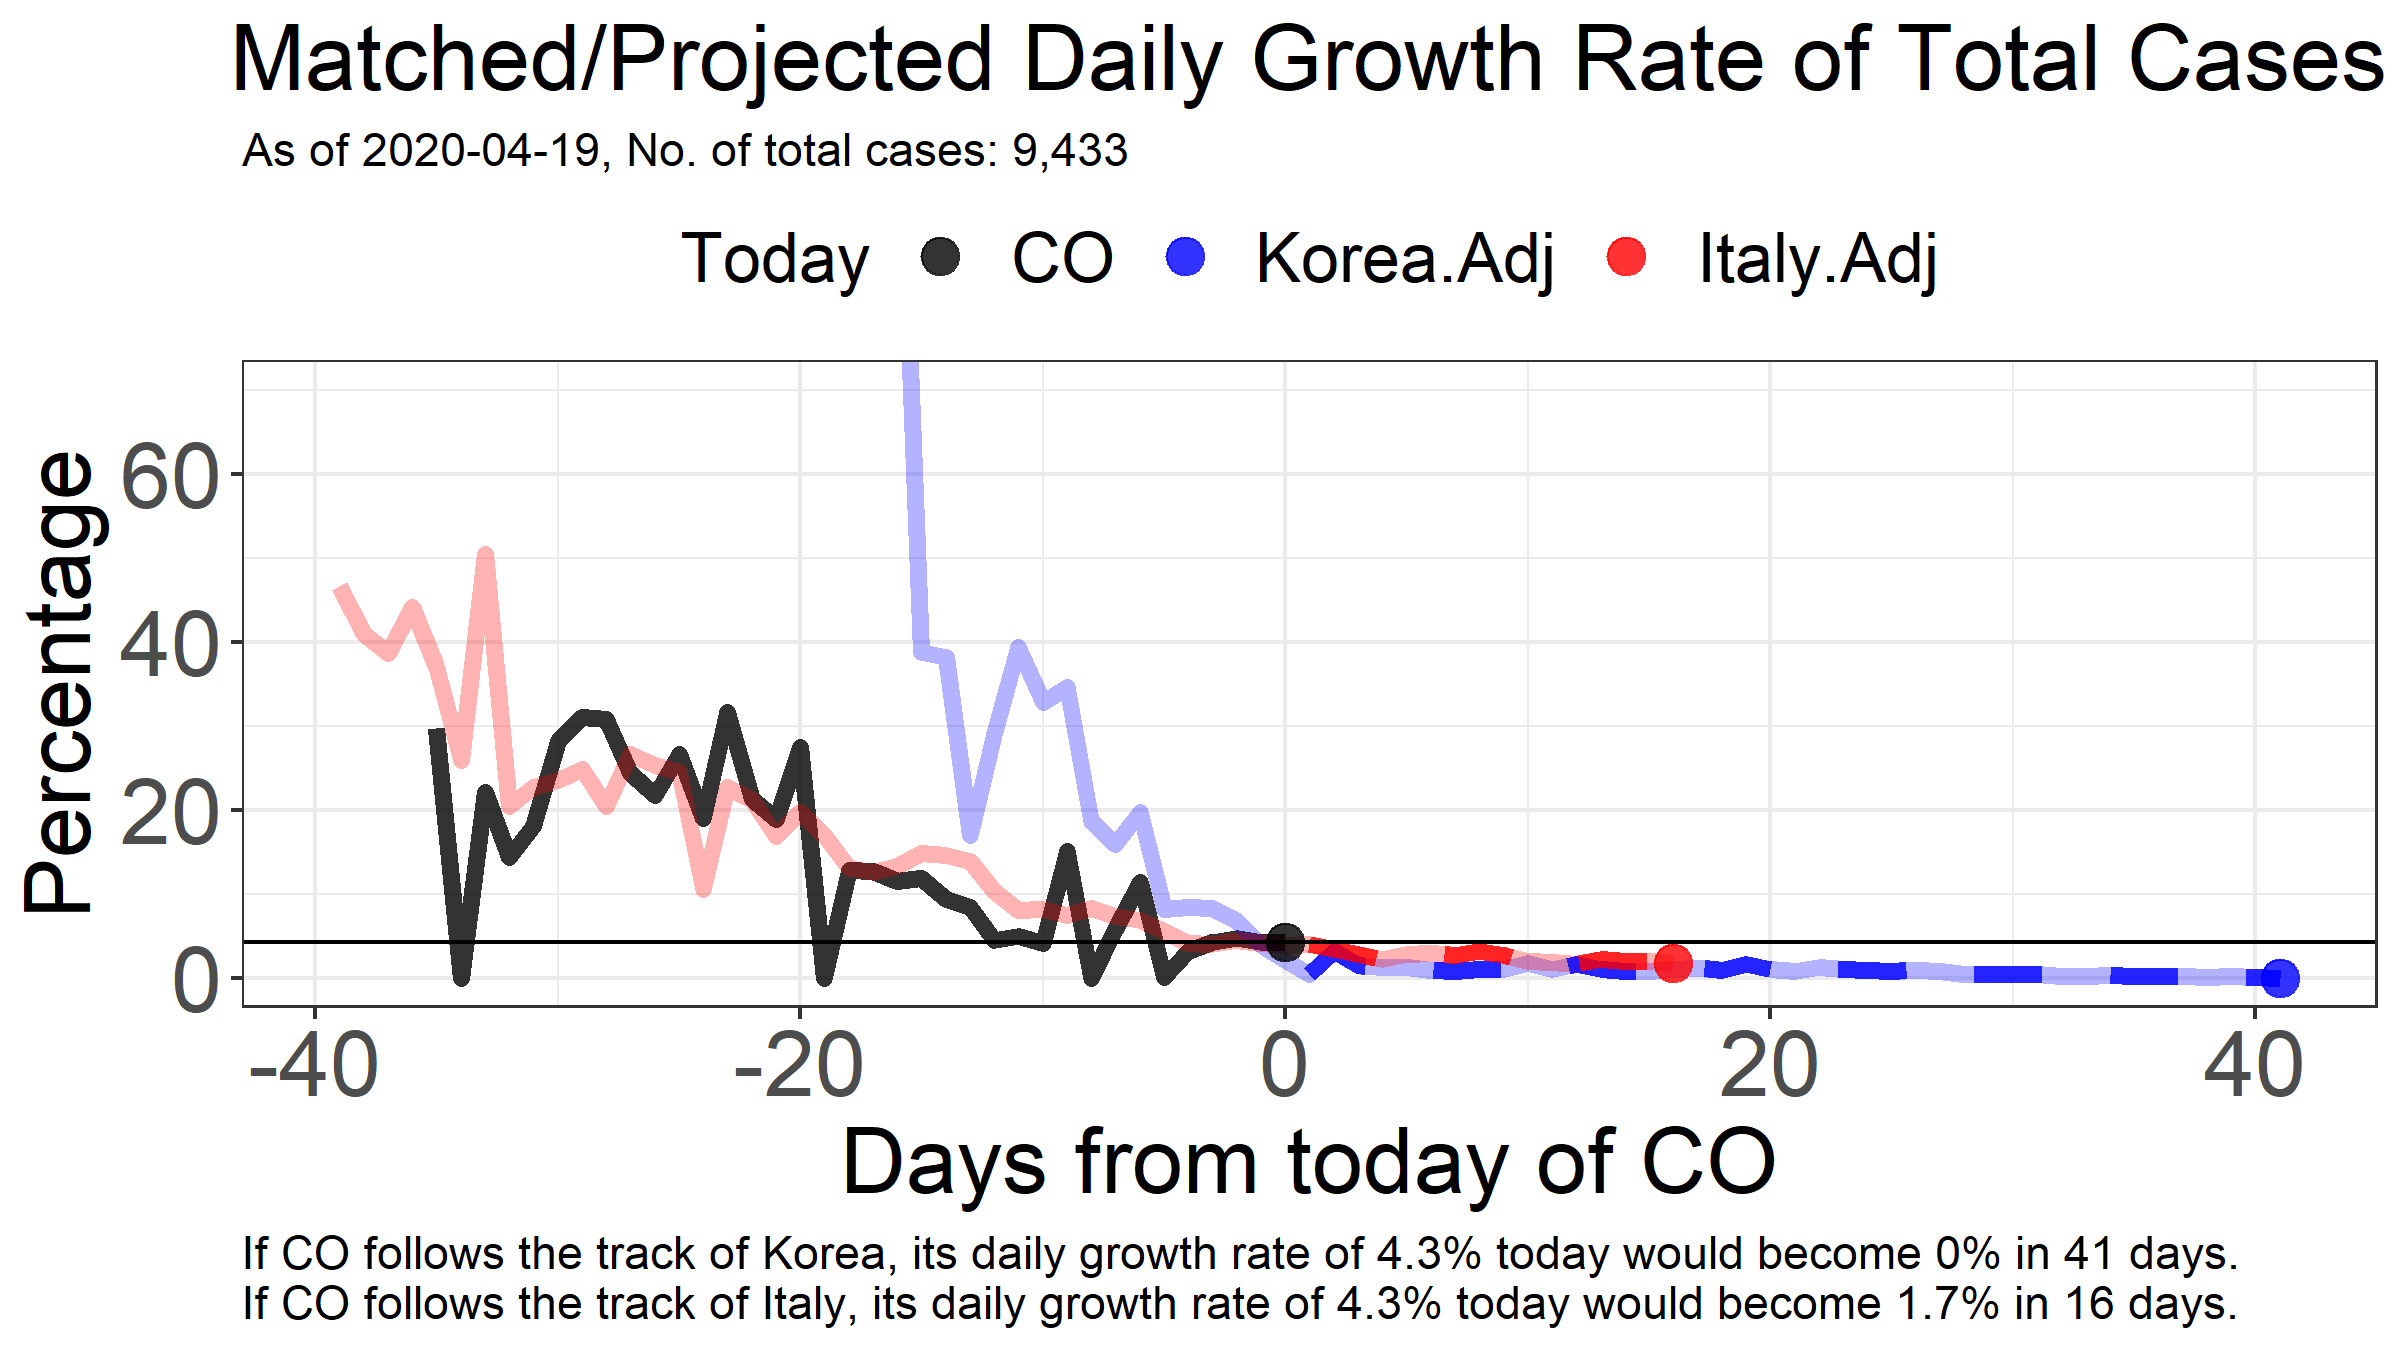 Matched/Projected Daily Growth Rate of Total Cases
As of 2020-04-19, No. of total cases: 9,433
Today CO Korea.Adj Italy.Adj
Percentage
60
40
20
0
-40 -20 0 20 40
Days from today of CO
If CO follows the track of Korea, its daily growth rate of 4.3% today would become 0% in 41 days.
If CO follows the track of Italy, its daily growth rate of 4.3% today would become 1.7% in 16 days.